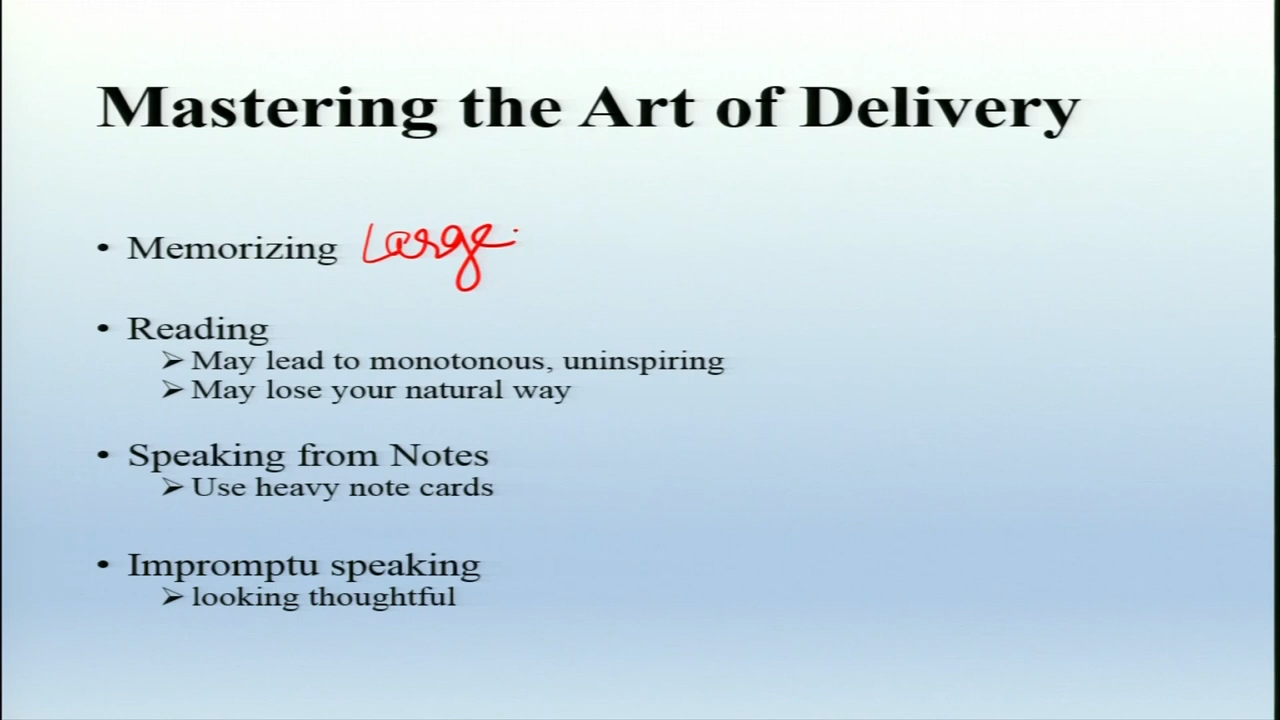 Mastering the Art of Delivery
• Memorizing Large
• Reading
➢ May lead to monotonous, uninspiring
➢ May lose your natural way
• Speaking from Notes
➢ Use heavy note cards
• Impromptu speaking
➢ looking thoughtful